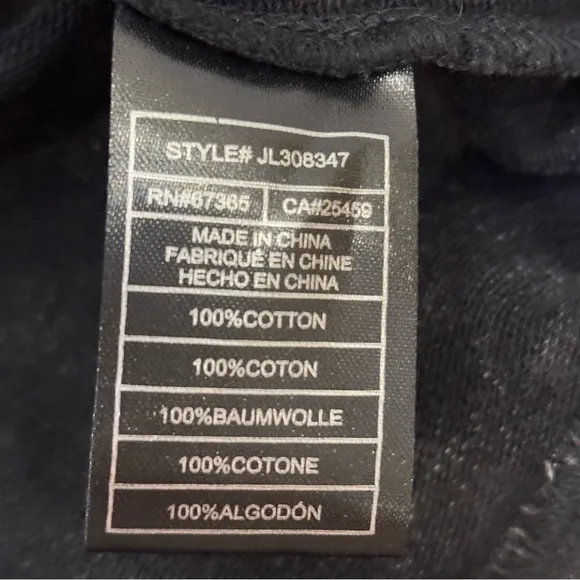 STYLE# JL308347
RN#67365 CA#25459
MADE IN CHINA
FABRIQUÉ EN CHINE
HECHO EN CHINA
100%COTTON
100%COTON
100%BAUMWOLLE
100%COTONE
100%ALGODÓN